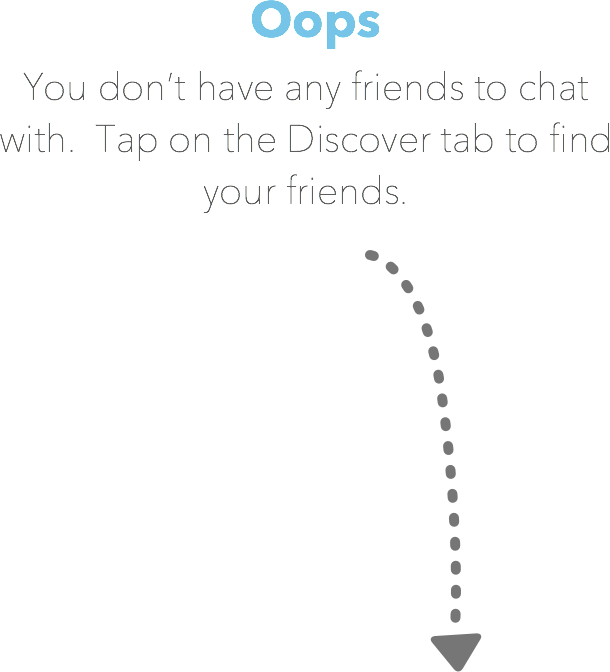 Oops
You don’t have any friends to chat
with.  Tap on the Discover tab to find
your friends.